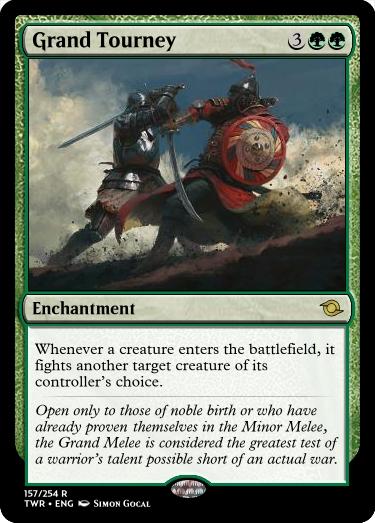 Grand Tourney 3
Enchantment
Whenever a creature enters the battlefield, it
fights another target creature of its
controller's choice.
Open only to those of noble birth or who have
already proven themselves in the Minor Melee,
the Grand Melee is considered the greatest test of
a warrior's talent possible short of an actual war.
157/254 R
TWR • ENG Simon Gocal